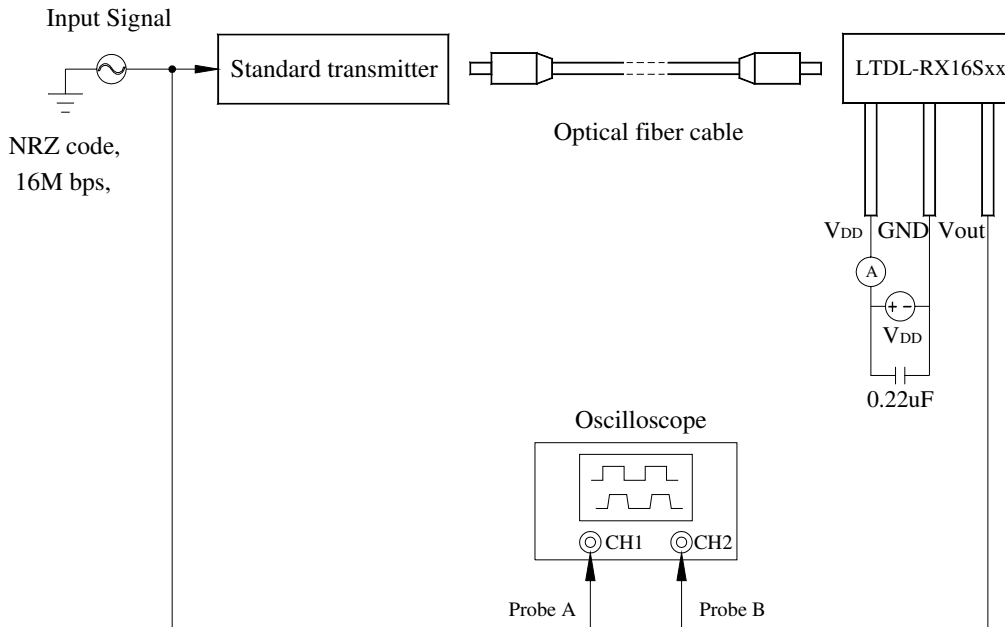 Input Signal
Standard transmitter
LTDL-RX16Sxx
NRZ code,
16M bps,
Optical fiber cable
VDD GND Vout
A
+ -
VDD
0.22uF
Oscilloscope
CH1 CH2
Probe A Probe B